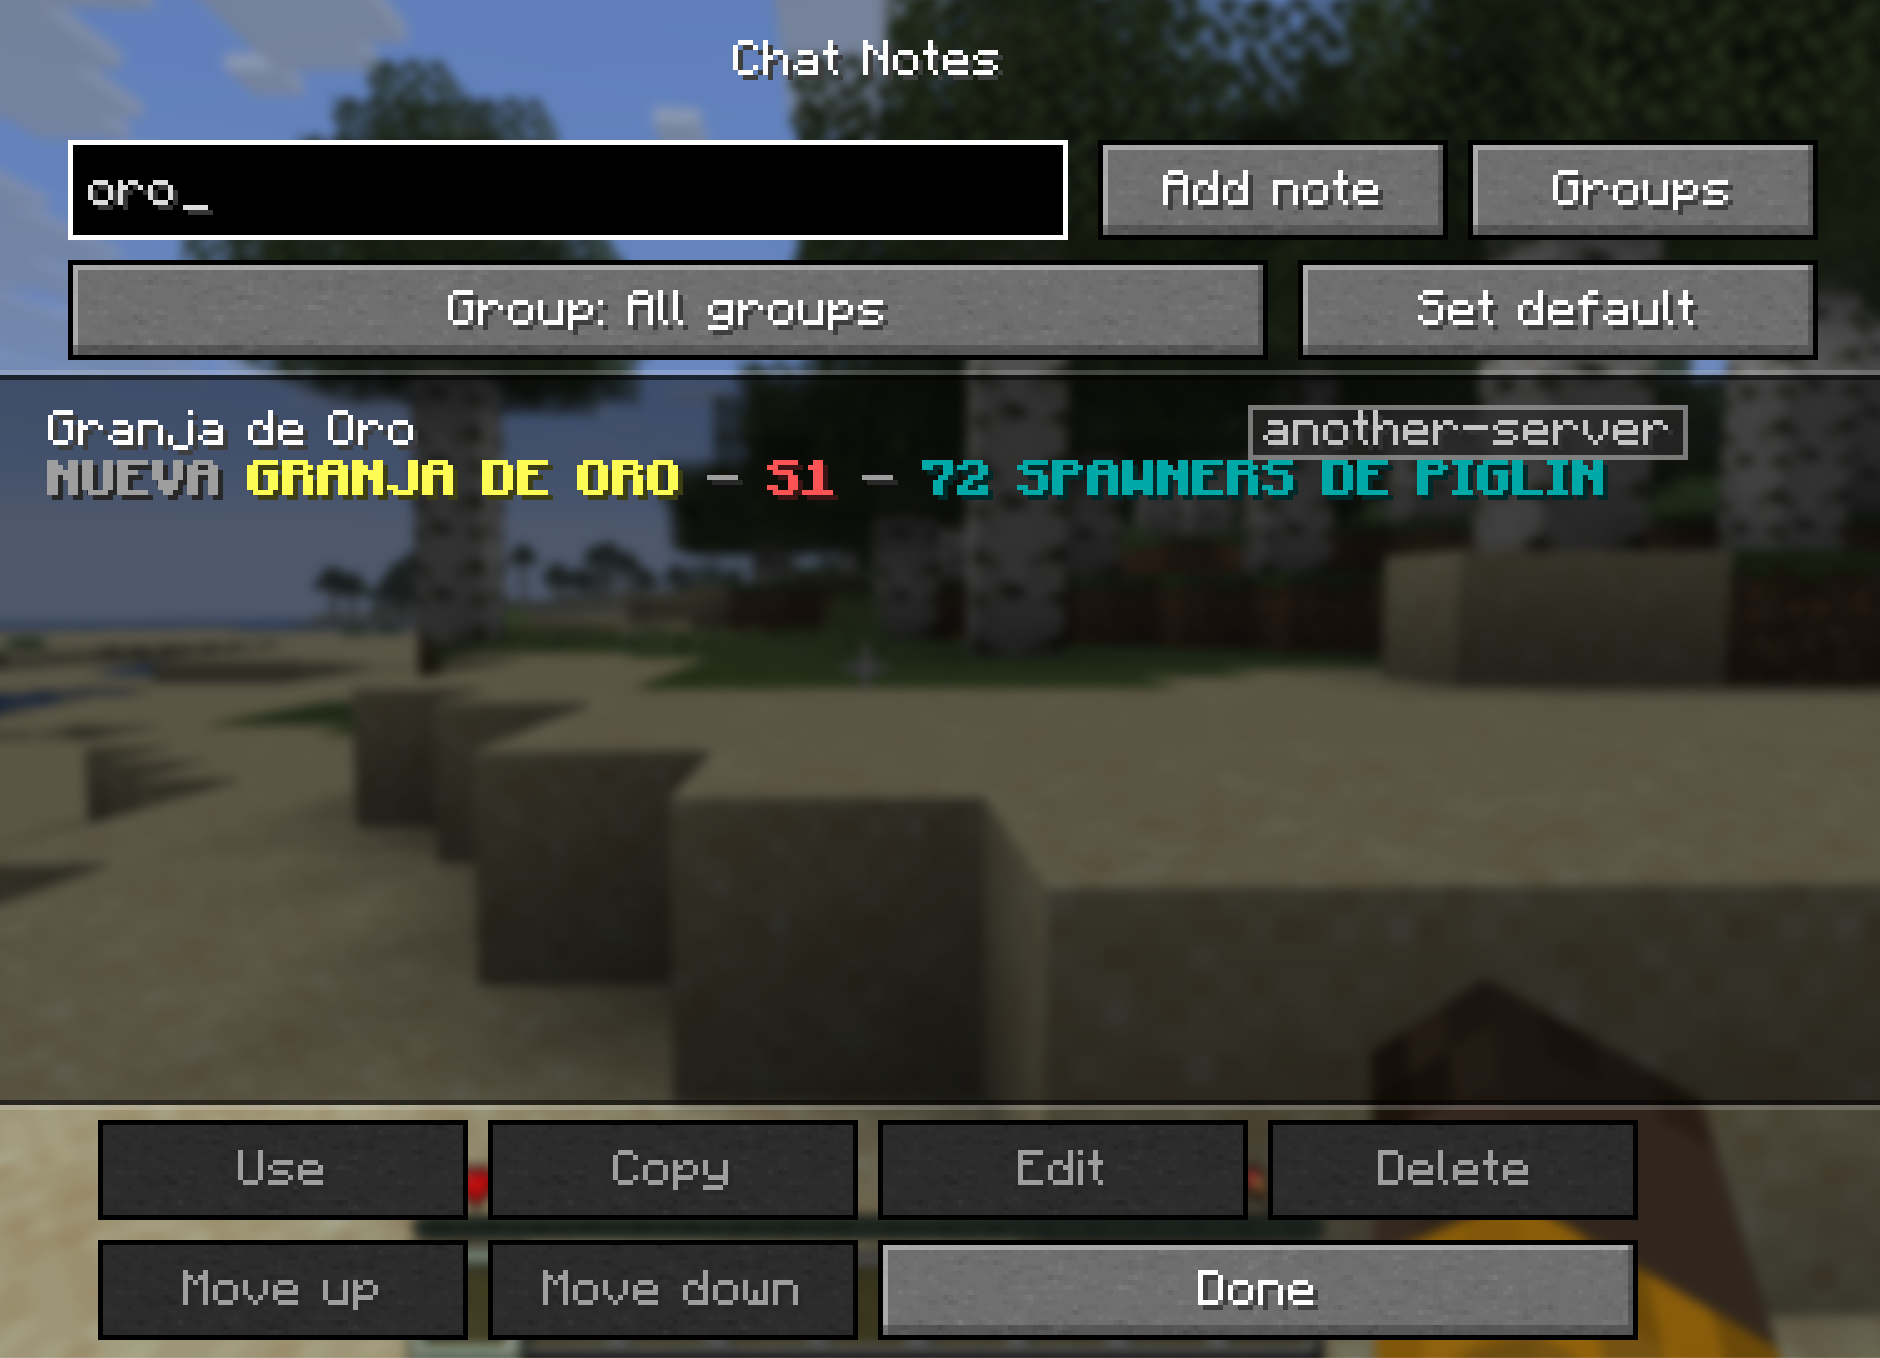 Chat Notes
oro_
Add note
Groups
Group: All groups
Set default
Granja de Oro
another-server
NUEVA GRANJA DE ORO — S1 — 72 SPAWNERS DE PIGLIN
Use
Copy
Edit
Delete
Move up
Move down
Done